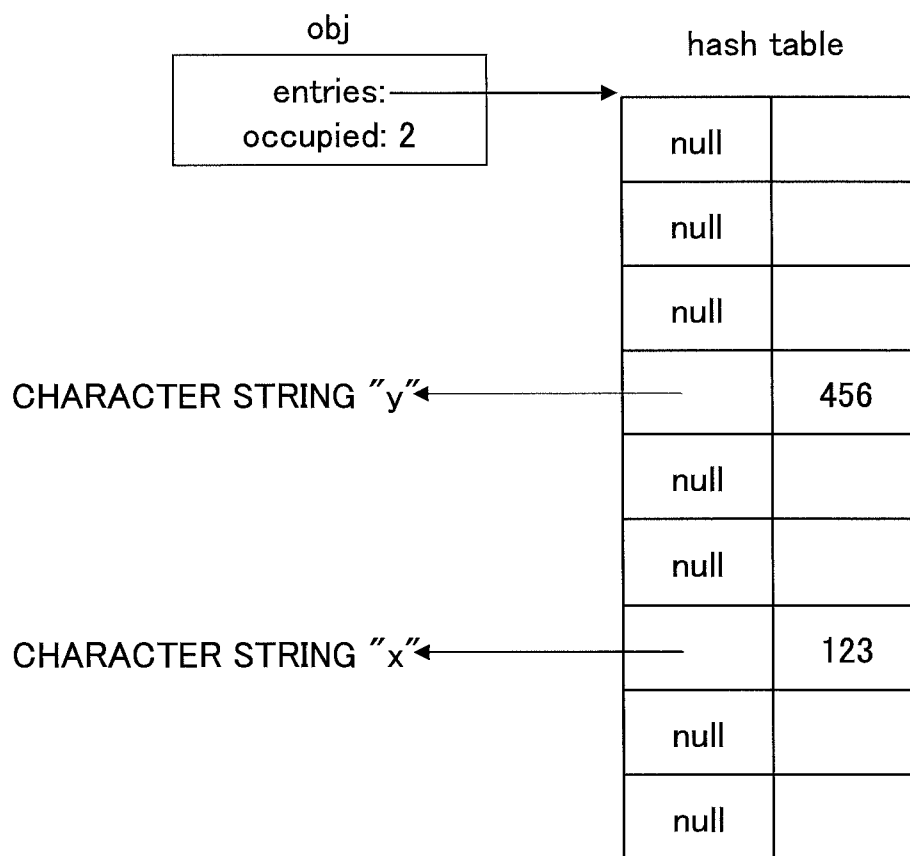 obj
hash table
entries:
occupied: 2
null
null
null
CHARACTER STRING "y"
456
null
null
CHARACTER STRING "x"
123
null
null